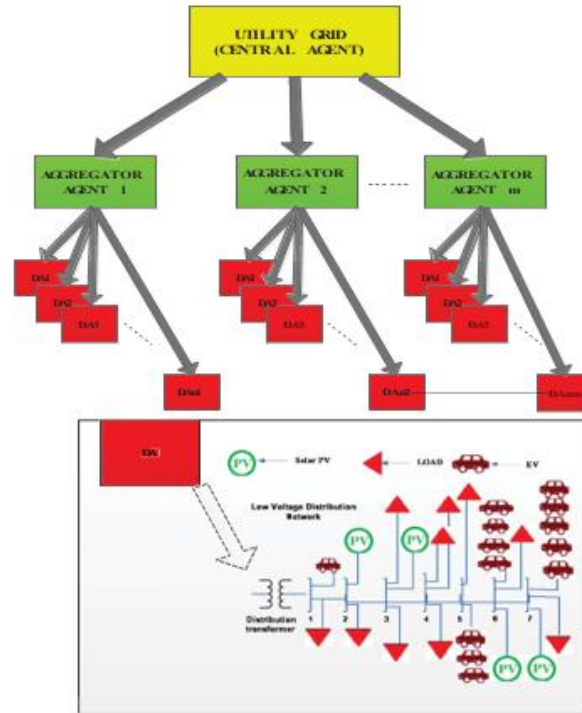 UTILITY GRID
(CENTRAL AGENT)
AGGREGATOR
AGENT 1
AGGREGATOR
AGENT 2
AGGREGATOR
AGENT m
DA1
DA2
DA3
DA1
DA2
DA3
DA1
DA2
DA3
DAn2
DA
PV
Solar PV
LOAD
EV
Low Voltage Distribution
Network
PV
PV
1
2
3
4
5
6
7
Distribution
transformer
PV
PV